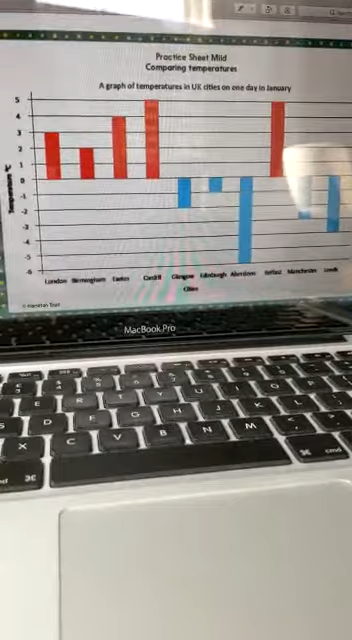 Practice Sheet Mild
Comparing temperatures
A graph of temperatures in UK cities on one day in January
Temperature °C
5
4
3
2
1
0
-1
-2
-3
-4
-5
-6
London Birmingham Exeter Cardiff Glasgow Edinburgh Aberdeen Belfast Manchester Leeds
Cities
© Hamilton Trust
MacBook Pro
E R T Y U I O P
D F G H J K L
X C V B N M
⌘ ⌘ cmd